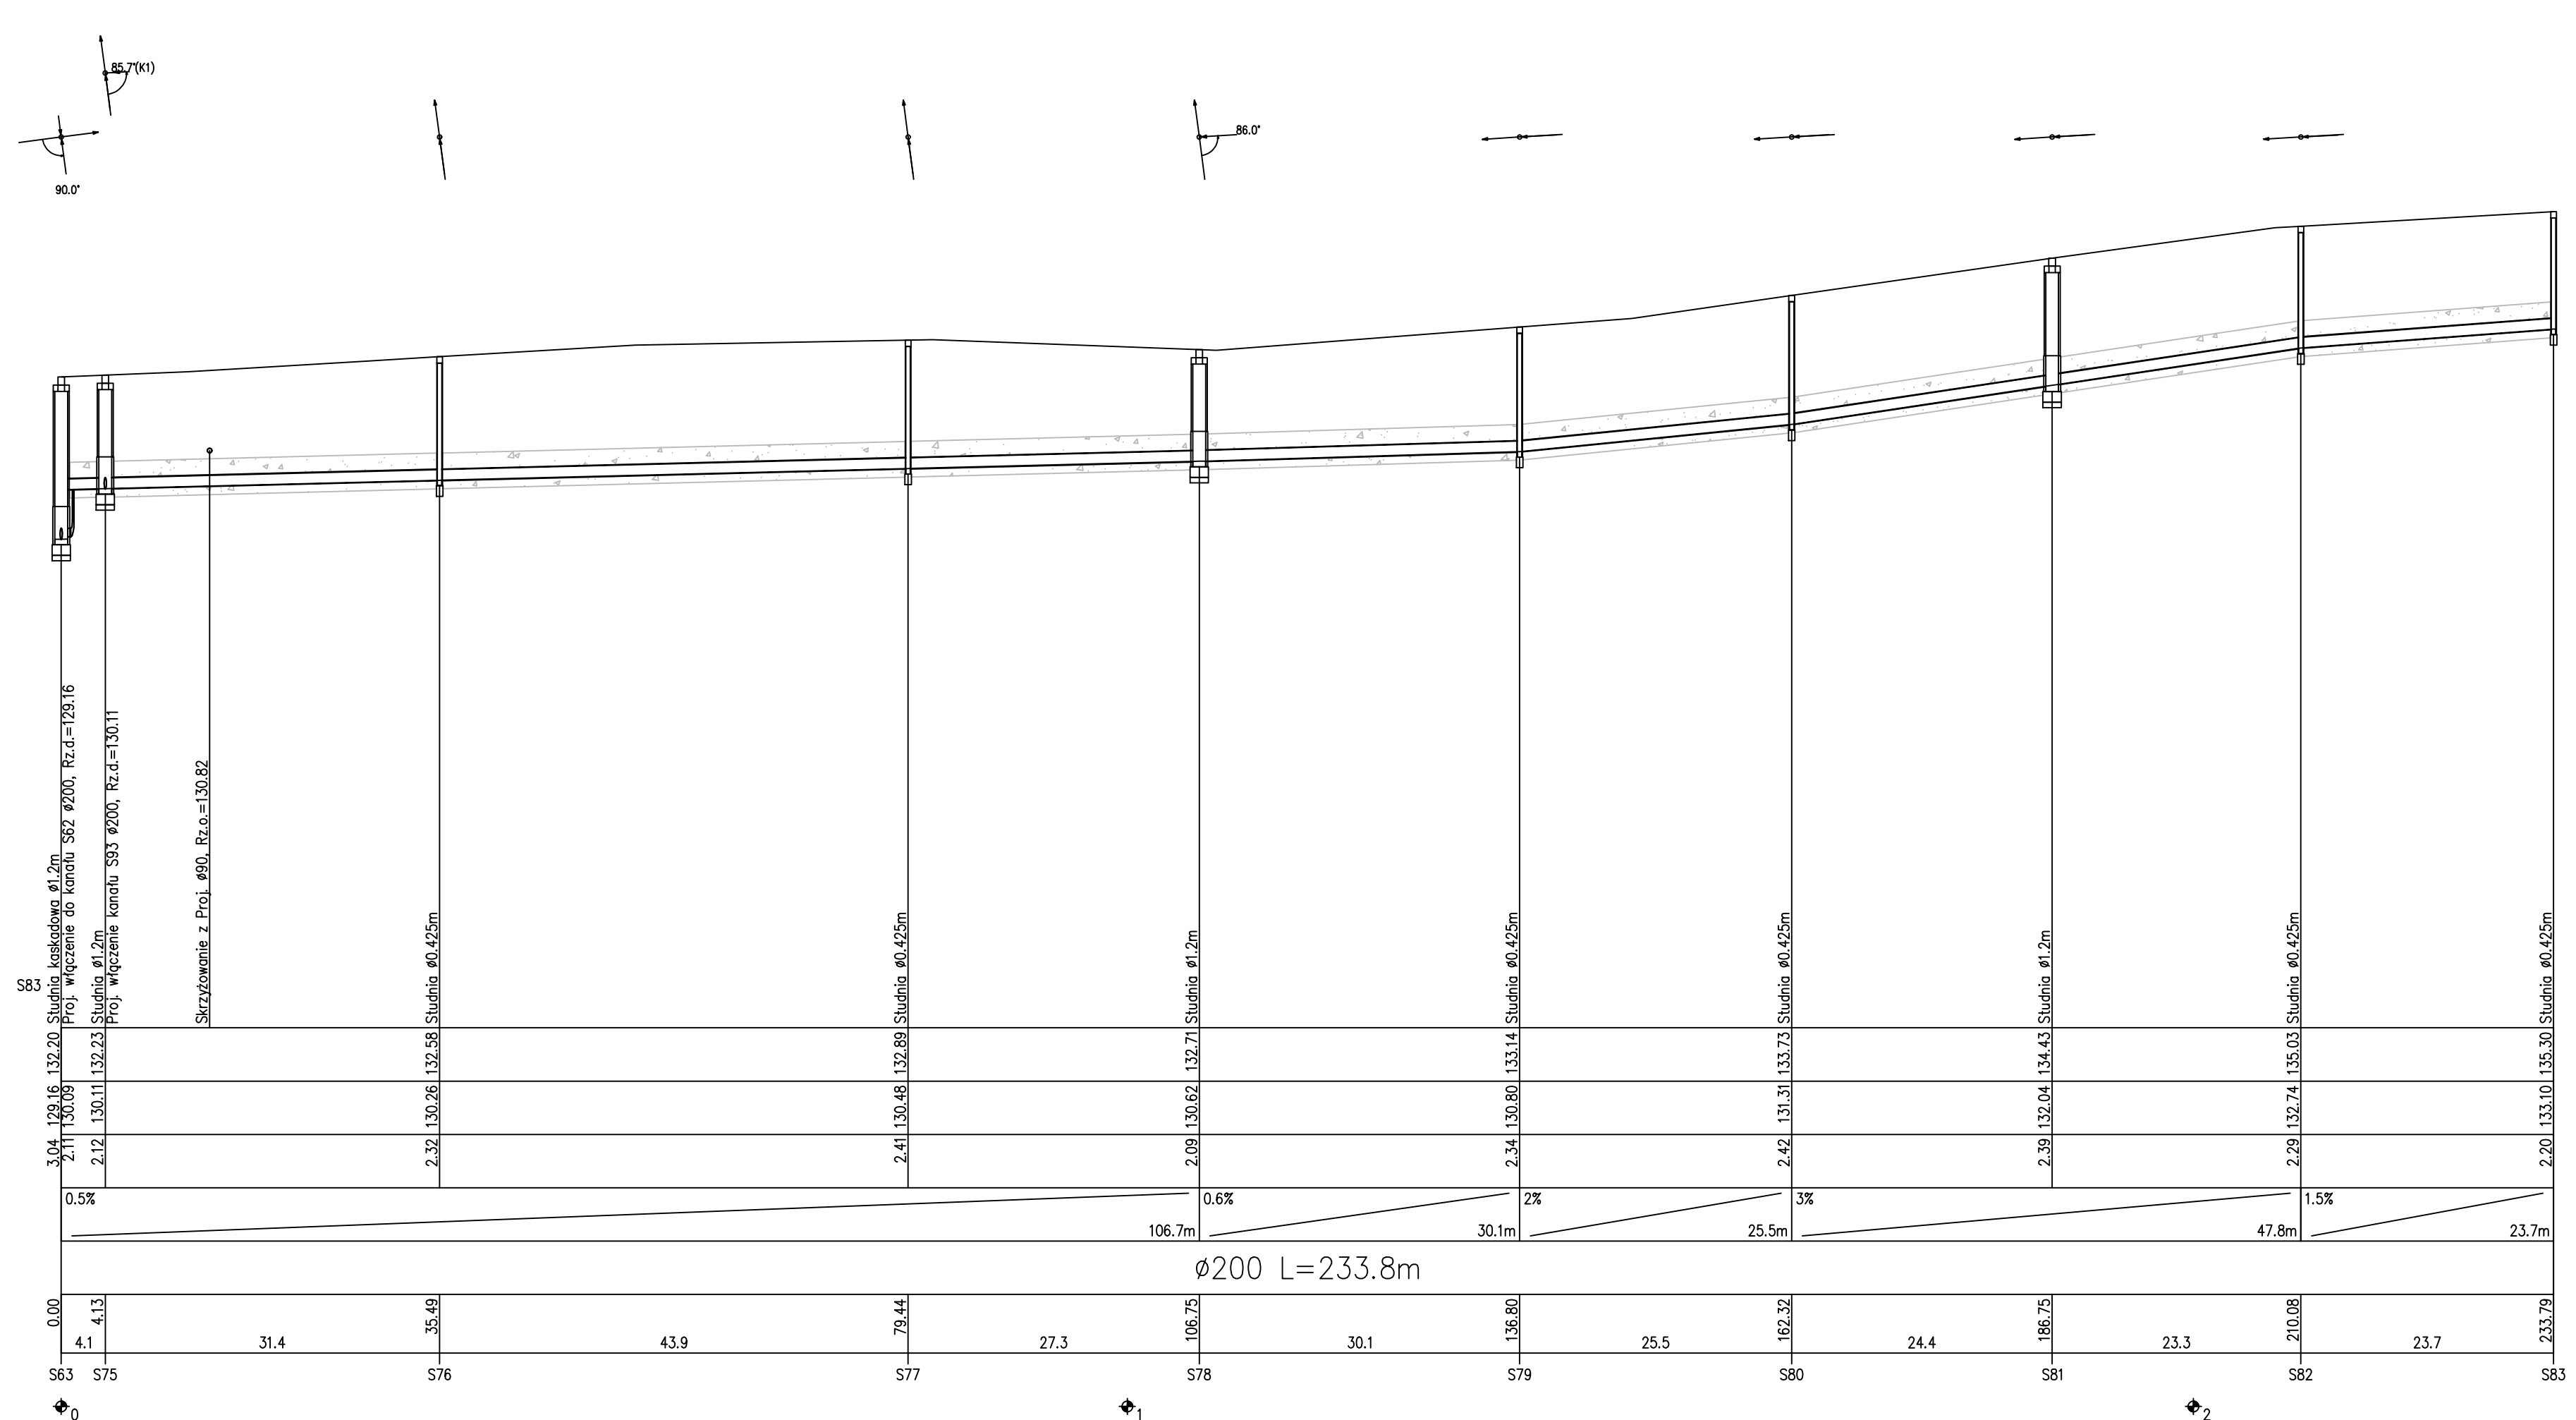 85.7°(K1)
90.0°
86.0°
S83
Studnia kaskadowa ø1.2m
Proj. włączenie do kanału S62 ø200, Rz.d.=129.16
Studnia ø1.2m
Proj. włączenie kanału S93 ø200, Rz.d.=130.11
Skrzyżowanie z Proj. ø90, Rz.o.=130.82
Studnia ø0.425m
Studnia ø0.425m
Studnia ø1.2m
Studnia ø0.425m
Studnia ø0.425m
Studnia ø1.2m
Studnia ø0.425m
Studnia ø0.425m
132.20 132.23 132.58 132.89 132.71 133.14 133.73 134.43 135.03 135.30
129.16 130.09 130.11 130.26 130.48 130.62 130.80 131.31 132.04 132.74 133.10
3.04 2.11 2.12 2.32 2.41 2.09 2.34 2.42 2.39 2.29 2.20
0.5% 0.6% 2% 3% 1.5%
106.7m 30.1m 25.5m 47.8m 23.7m
ø200 L=233.8m
0.00 4.13 35.49 79.44 106.75 136.80 162.32 186.75 210.08 233.79
4.1 31.4 43.9 27.3 30.1 25.5 24.4 23.3 23.7
S63 S75 S76 S77 S78 S79 S80 S81 S82 S83
0 1 2